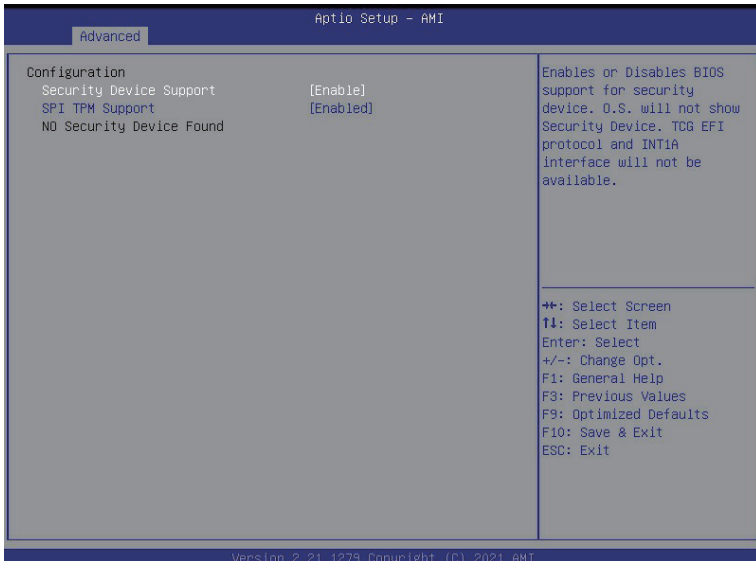 Aptio Setup – AMI
Advanced
Configuration
Security Device Support [Enable]
SPI TPM Support [Enabled]
NO Security Device Found
Enables or Disables BIOS
support for security
device. O.S. will not show
Security Device. TCG EFI
protocol and INT1A
interface will not be
available.
→←: Select Screen
↑↓: Select Item
Enter: Select
+/-: Change Opt.
F1: General Help
F3: Previous Values
F9: Optimized Defaults
F10: Save & Exit
ESC: Exit
Version 2.21.1279 Copyright (C) 2021 AMI